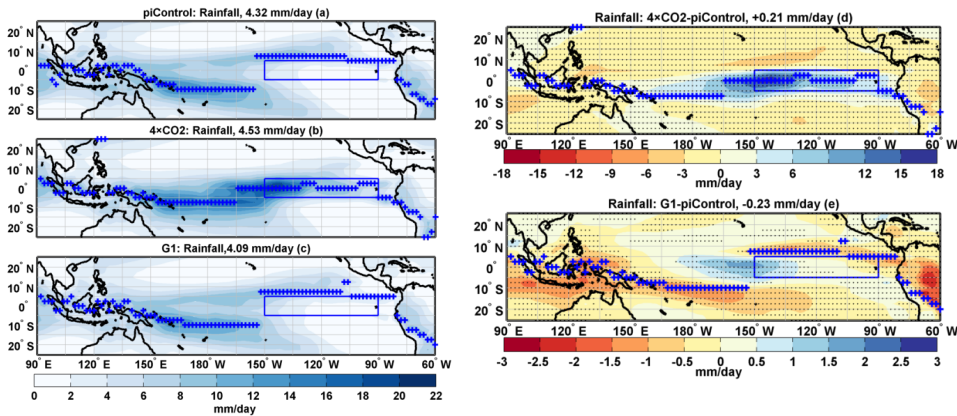 piControl: Rainfall, 4.32 mm/day (a)
20° N
10° N
0°
10° S
20° S
4×CO2: Rainfall, 4.53 mm/day (b)
20° N
10° N
0°
10° S
20° S
G1: Rainfall,4.09 mm/day (c)
20° N
10° N
0°
10° S
20° S
90° E 120° E 150° E 180° W 150° W 120° W 90° W 60° W
0 2 4 6 8 10 12 14 16 18 20 22
mm/day
Rainfall: 4×CO2-piControl, +0.21 mm/day (d)
20° N
10° N
0°
10° S
20° S
90° E 120° E 150° E 180° W 150° W 120° W 90° W 60° W
-18 -15 -12 -9 -6 -3 0 3 6 9 12 15 18
mm/day
Rainfall: G1-piControl, -0.23 mm/day (e)
20° N
10° N
0°
10° S
20° S
90° E 120° E 150° E 180° W 150° W 120° W 90° W 60° W
-3 -2.5 -2 -1.5 -1 -0.5 0 0.5 1 1.5 2 2.5 3
mm/day